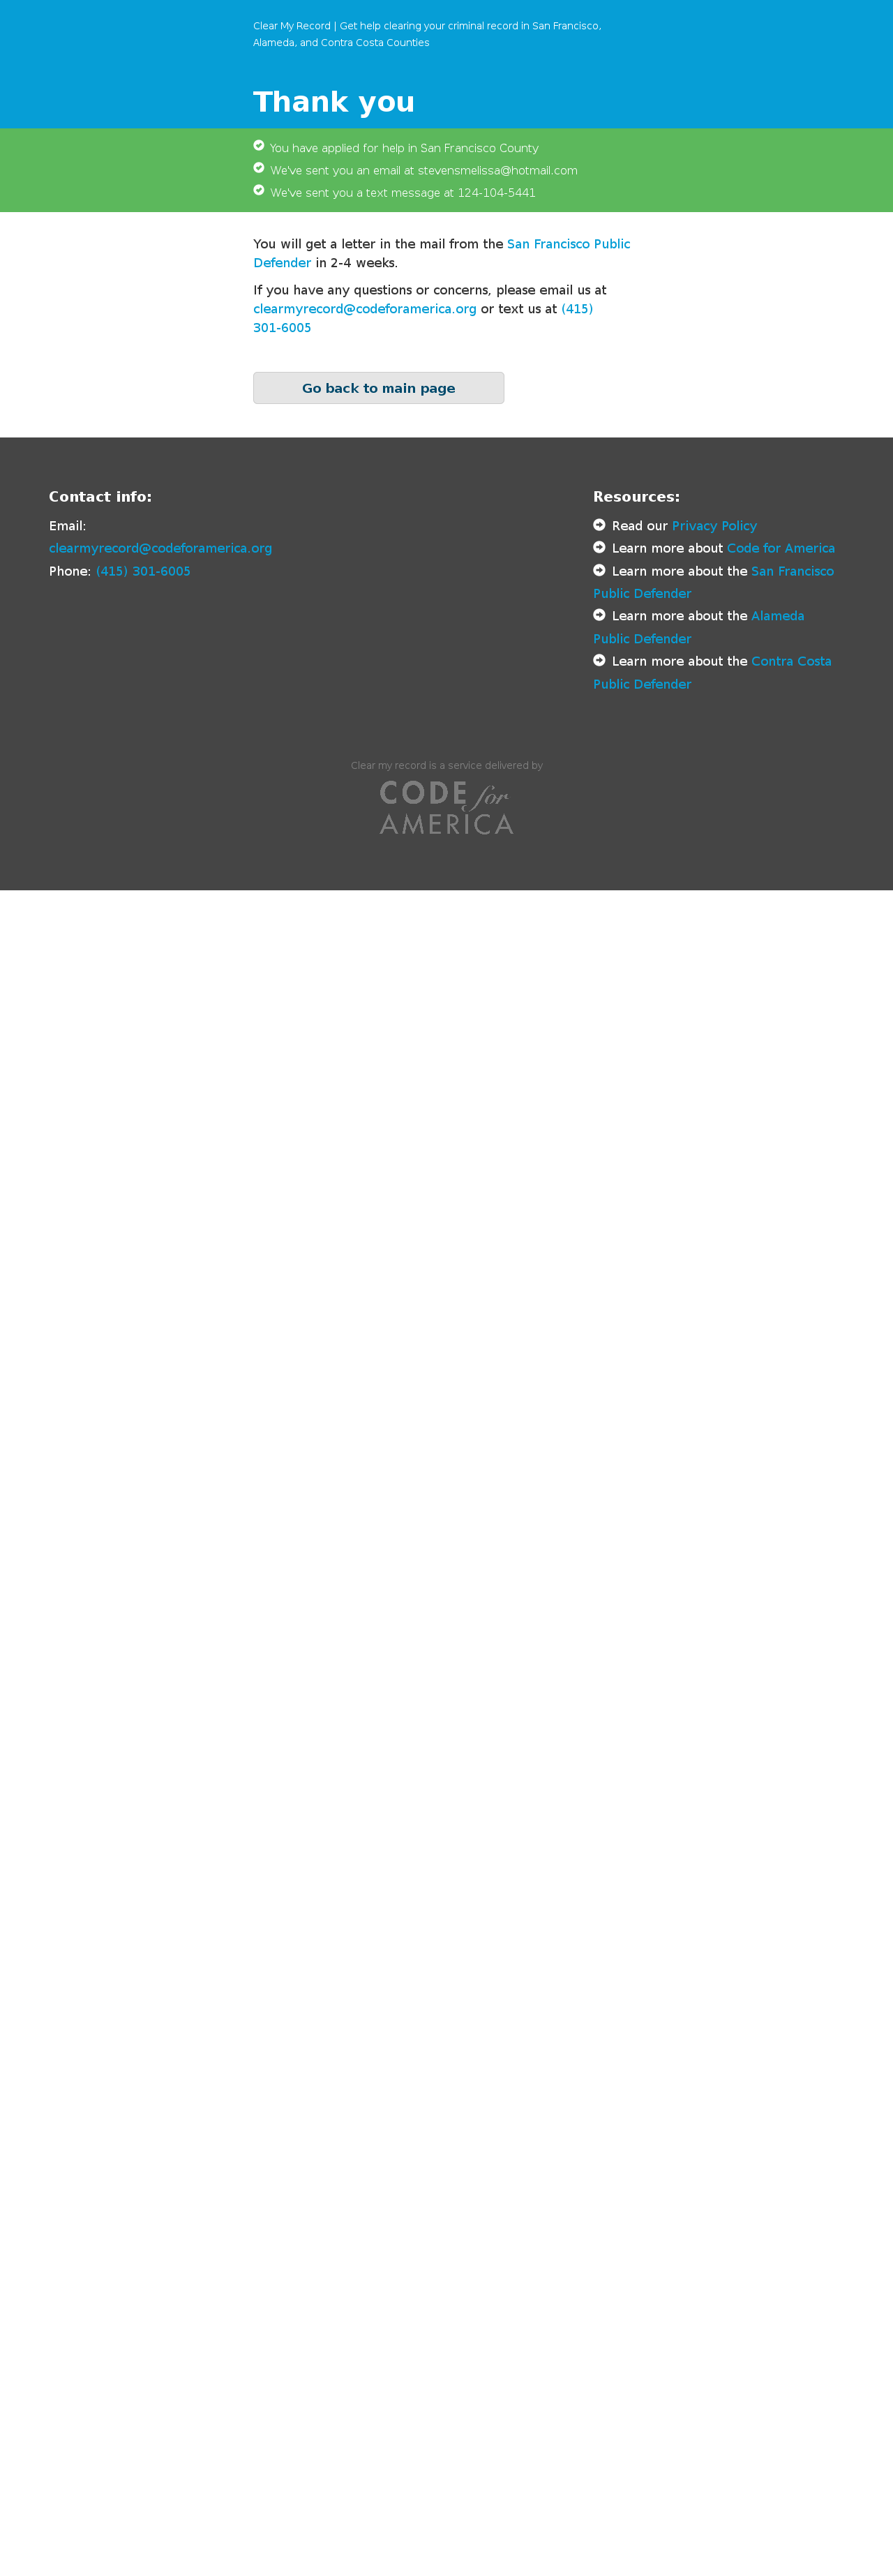 Clear My Record | Get help clearing your criminal record in San Francisco,
Alameda, and Contra Costa Counties
Thank you
You have applied for help in San Francisco County
We've sent you an email at stevensmelissa@hotmail.com
We've sent you a text message at 124-104-5441
You will get a letter in the mail from the San Francisco Public
Defender in 2-4 weeks.
If you have any questions or concerns, please email us at
clearmyrecord@codeforamerica.org or text us at (415)
301-6005
Go back to main page
Contact info:
Email:
clearmyrecord@codeforamerica.org
Phone: (415) 301-6005
Resources:
Read our Privacy Policy
Learn more about Code for America
Learn more about the San Francisco
Public Defender
Learn more about the Alameda
Public Defender
Learn more about the Contra Costa
Public Defender
Clear my record is a service delivered by
CODE for
AMERICA